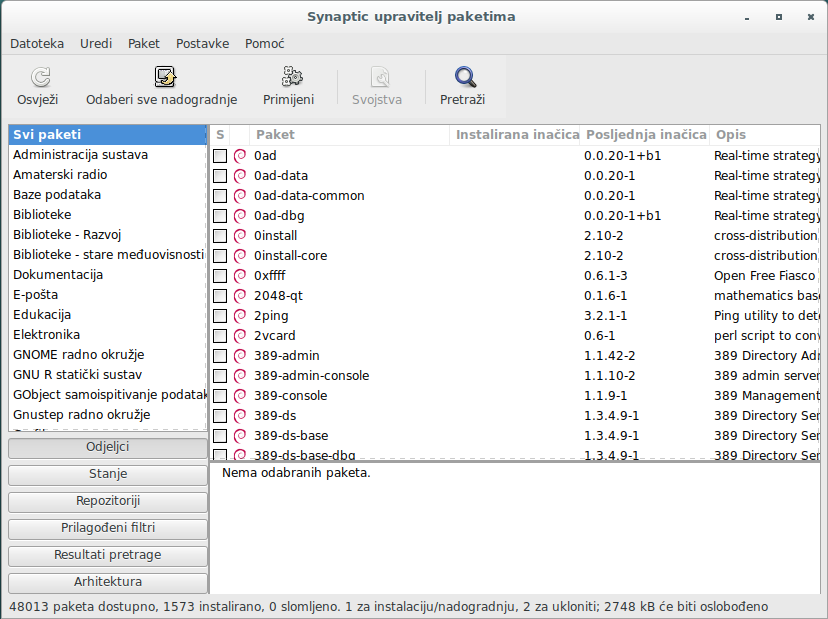 Synaptic upravitelj paketima
Datoteka Uredi Paket Postavke Pomoć
Osvježi Odaberi sve nadogradnje Primijeni Svojstva Pretraži
Svi paketi
Administracija sustava
Amaterski radio
Baze podataka
Biblioteke
Biblioteke - Razvoj
Biblioteke - stare međuovisnosti
Dokumentacija
E-pošta
Edukacija
Elektronika
GNOME radno okružje
GNU R statički sustav
GObject samoispitivanje podatak
Gnustep radno okružje
Odjeljci
Stanje
Repozitoriji
Prilagođeni filtri
Resultati pretrage
Arhitektura
S Paket Instalirana inačica Posljednja inačica Opis
0ad 0.0.20-1+b1 Real-time strategy
0ad-data 0.0.20-1 Real-time strategy
0ad-data-common 0.0.20-1 Real-time strategy
0ad-dbg 0.0.20-1+b1 Real-time strategy
0install 2.10-2 cross-distribution
0install-core 2.10-2 cross-distribution
0xffff 0.6.1-3 Open Free Fiasco
2048-qt 0.1.6-1 mathematics base
2ping 3.2.1-1 Ping utility to dete
2vcard 0.6-1 perl script to conv
389-admin 1.1.42-2 389 Directory Adm
389-admin-console 1.1.10-2 389 admin server
389-console 1.1.9-1 389 Management
389-ds 1.3.4.9-1 389 Directory Ser
389-ds-base 1.3.4.9-1 389 Directory Ser
389-ds-base-dbg 1.3.4.9-1 389 Directory Ser
Nema odabranih paketa.
48013 paketa dostupno, 1573 instalirano, 0 slomljeno. 1 za instalaciju/nadogradnju, 2 za ukloniti; 2748 kB će biti oslobođeno